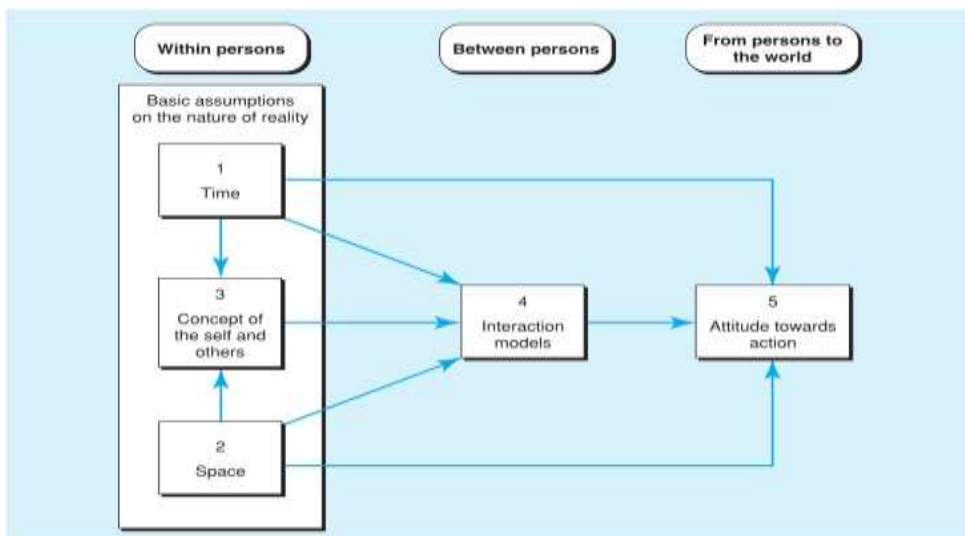 Within persons
Between persons
From persons to
the world
Basic assumptions
on the nature of reality
1
Time
3
Concept of
the self and
others
4
Interaction
models
5
Attitude towards
action
2
Space